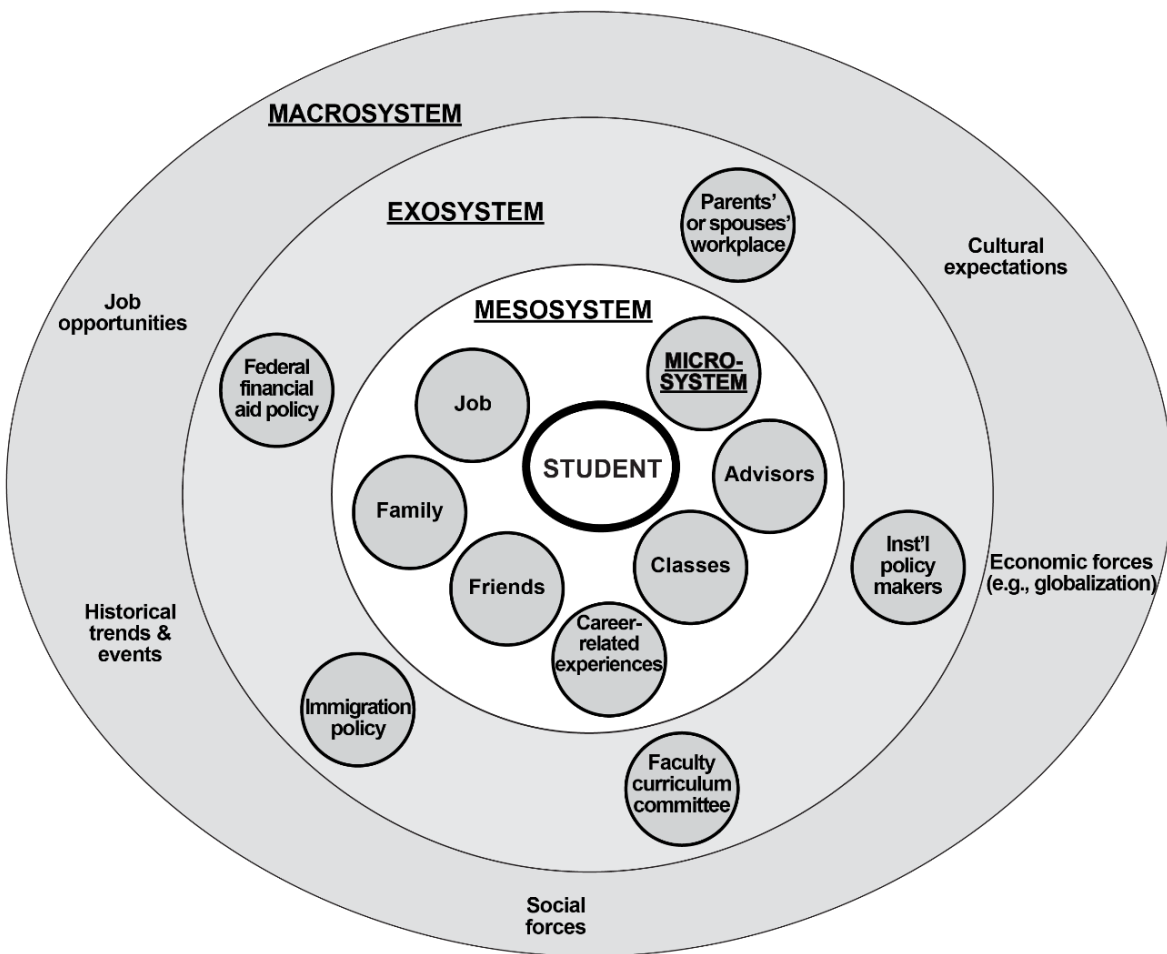 MACROSYSTEM
EXOSYSTEM
Parents'
or spouses'
workplace
Cultural
expectations
Job
opportunities
MESOSYSTEM
Federal
financial
aid policy
MICRO-
SYSTEM
Job
STUDENT
Advisors
Family
Classes
Friends
Inst'l
policy
makers
Economic forces
(e.g., globalization)
Historical
trends &
events
Career-
related
experiences
Immigration
policy
Faculty
curriculum
committee
Social
forces